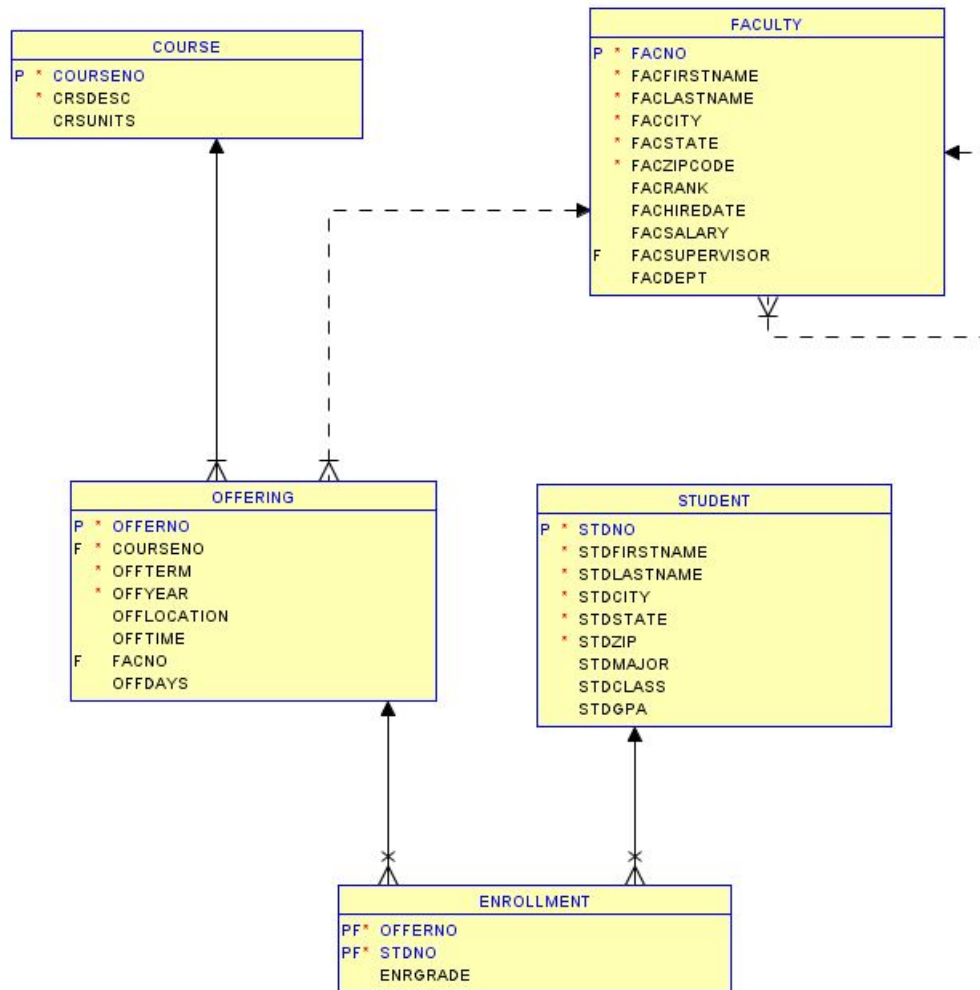 COURSE
P * COURSENO
* CRSDESC
CRSUNITS
FACULTY
P * FACNO
* FACFIRSTNAME
* FACLASTNAME
* FACCITY
* FACSTATE
* FACZIPCODE
FACRANK
FACHIREDATE
FACSALARY
F FACSUPERVISOR
FACDEPT
OFFERING
P * OFFERNO
F * COURSENO
* OFFTERM
* OFFYEAR
OFFLOCATION
OFFTIME
F FACNO
OFFDAYS
STUDENT
P * STDNO
* STDFIRSTNAME
* STDLASTNAME
* STDCITY
* STDSTATE
* STDZIP
STDMAJOR
STDCLASS
STDGPA
ENROLLMENT
PF* OFFERNO
PF* STDNO
ENRGRADE